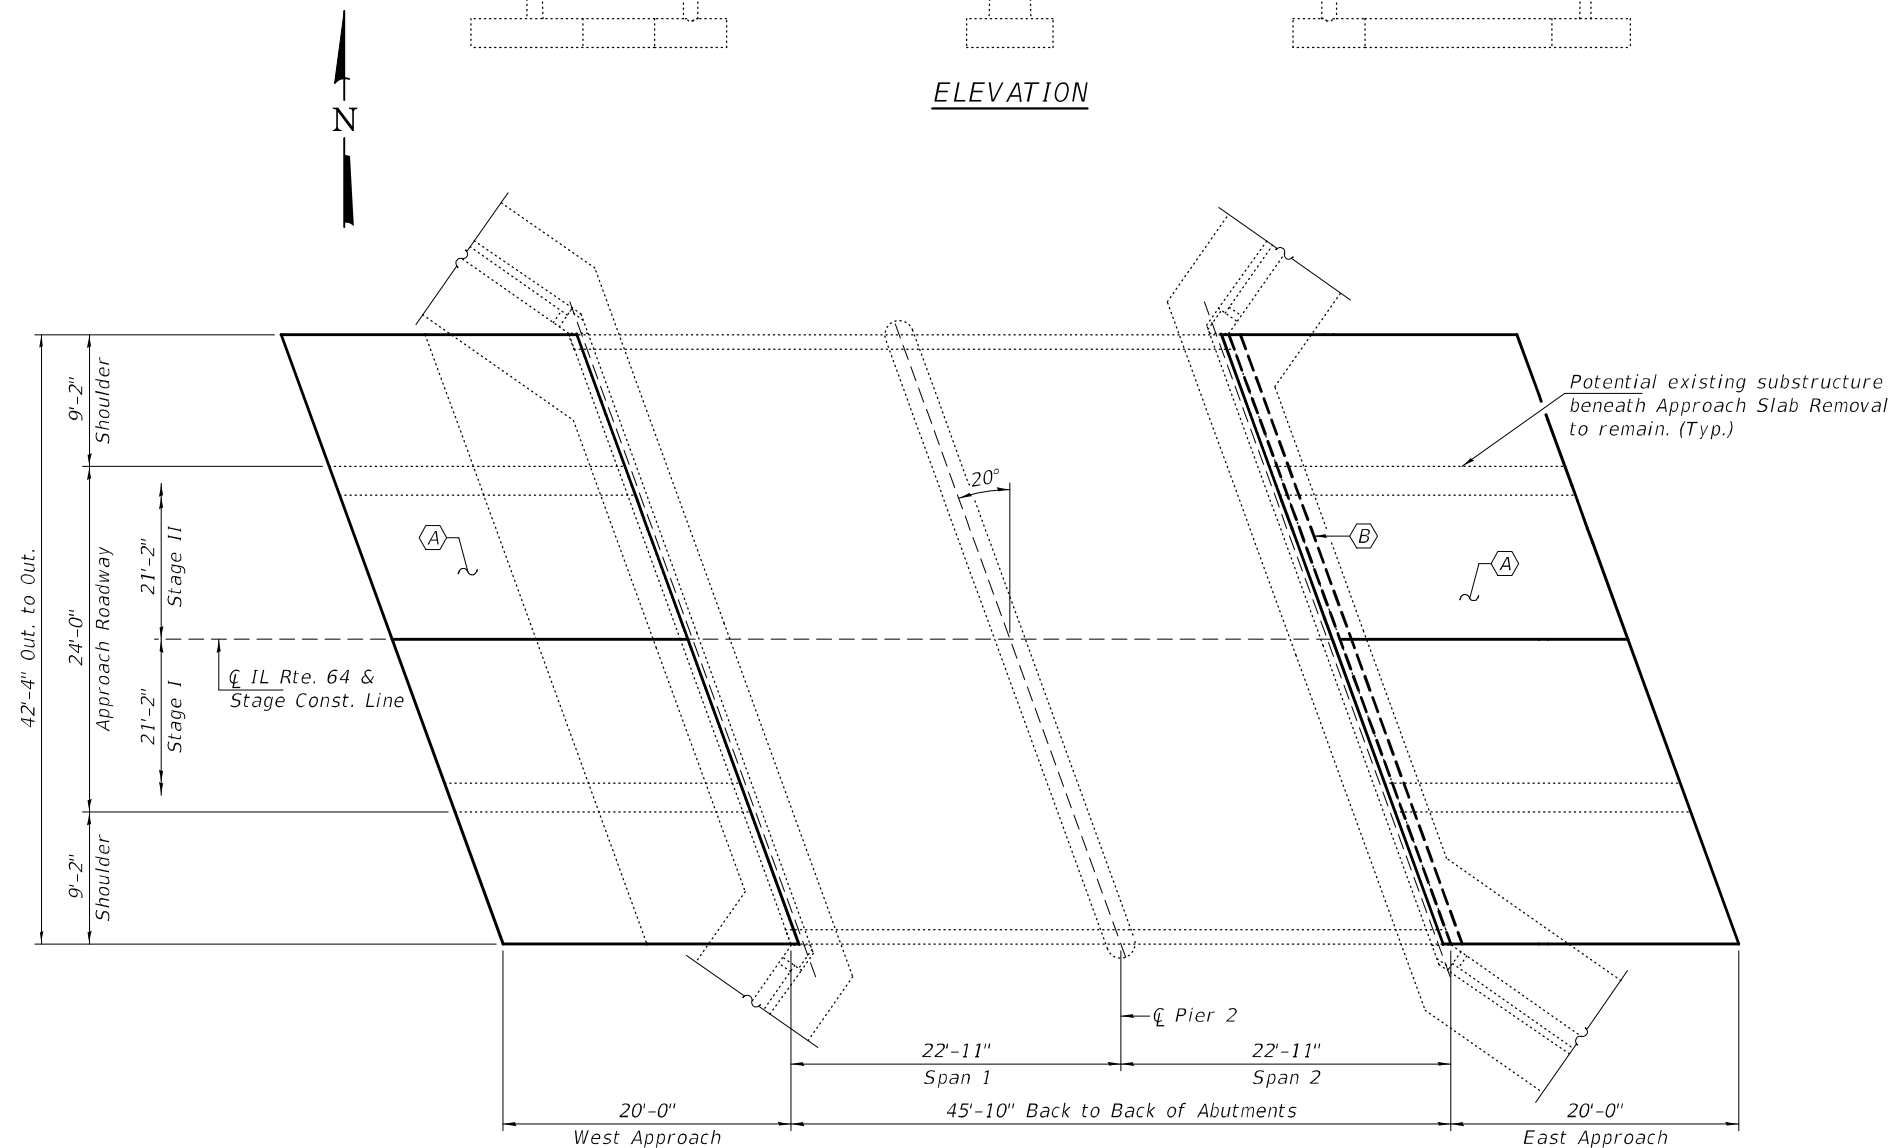 ELEVATION
N
9'-2"
Shoulder
42'-4" Out. to Out.
24'-0"
Approach Roadway
21'-2"
Stage II
21'-2"
Stage I
9'-2"
Shoulder
A
20°
B
A
Potential existing substructure
beneath Approach Slab Removal
to remain. (Typ.)
℄ IL Rte. 64 &
Stage Const. Line
℄ Pier 2
22'-11"
Span 1
22'-11"
Span 2
20'-0"
West Approach
45'-10" Back to Back of Abutments
20'-0"
East Approach